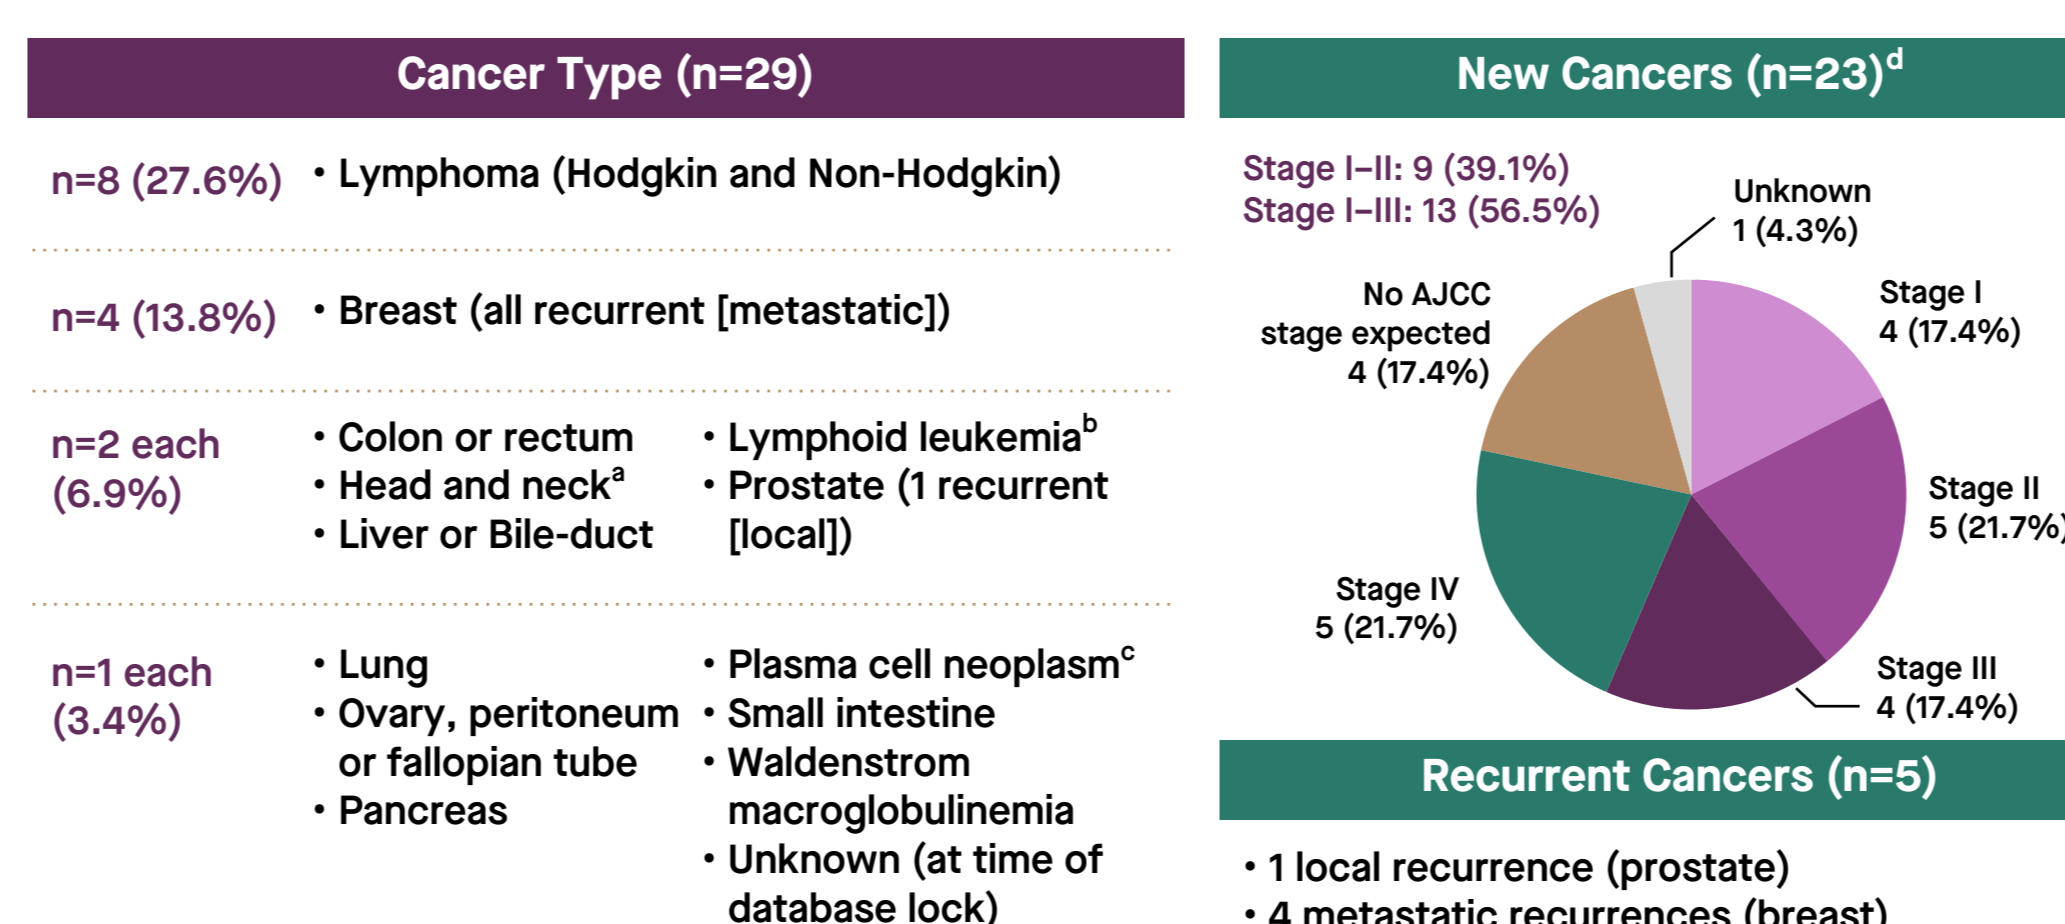 Cancer Type (n=29)
n=8 (27.6%)
• Lymphoma (Hodgkin and Non-Hodgkin)
n=4 (13.8%)
• Breast (all recurrent [metastatic])
n=2 each
(6.9%)
• Colon or rectum
• Head and neckᵃ
• Liver or Bile-duct
• Lymphoid leukemiaᵇ
• Prostate (1 recurrent
[local])
n=1 each
(3.4%)
• Lung
• Ovary, peritoneum
or fallopian tube
• Pancreas
• Plasma cell neoplasmᶜ
• Small intestine
• Waldenstrom
macroglobulinemia
• Unknown (at time of
database lock)
New Cancers (n=23)ᵈ
Stage I–II: 9 (39.1%)
Stage I–III: 13 (56.5%)
Unknown
1 (4.3%)
Stage I
4 (17.4%)
Stage II
5 (21.7%)
Stage III
4 (17.4%)
Stage IV
5 (21.7%)
No AJCC
stage expected
4 (17.4%)
Recurrent Cancers (n=5)
• 1 local recurrence (prostate)
• 4 metastatic recurrences (breast)